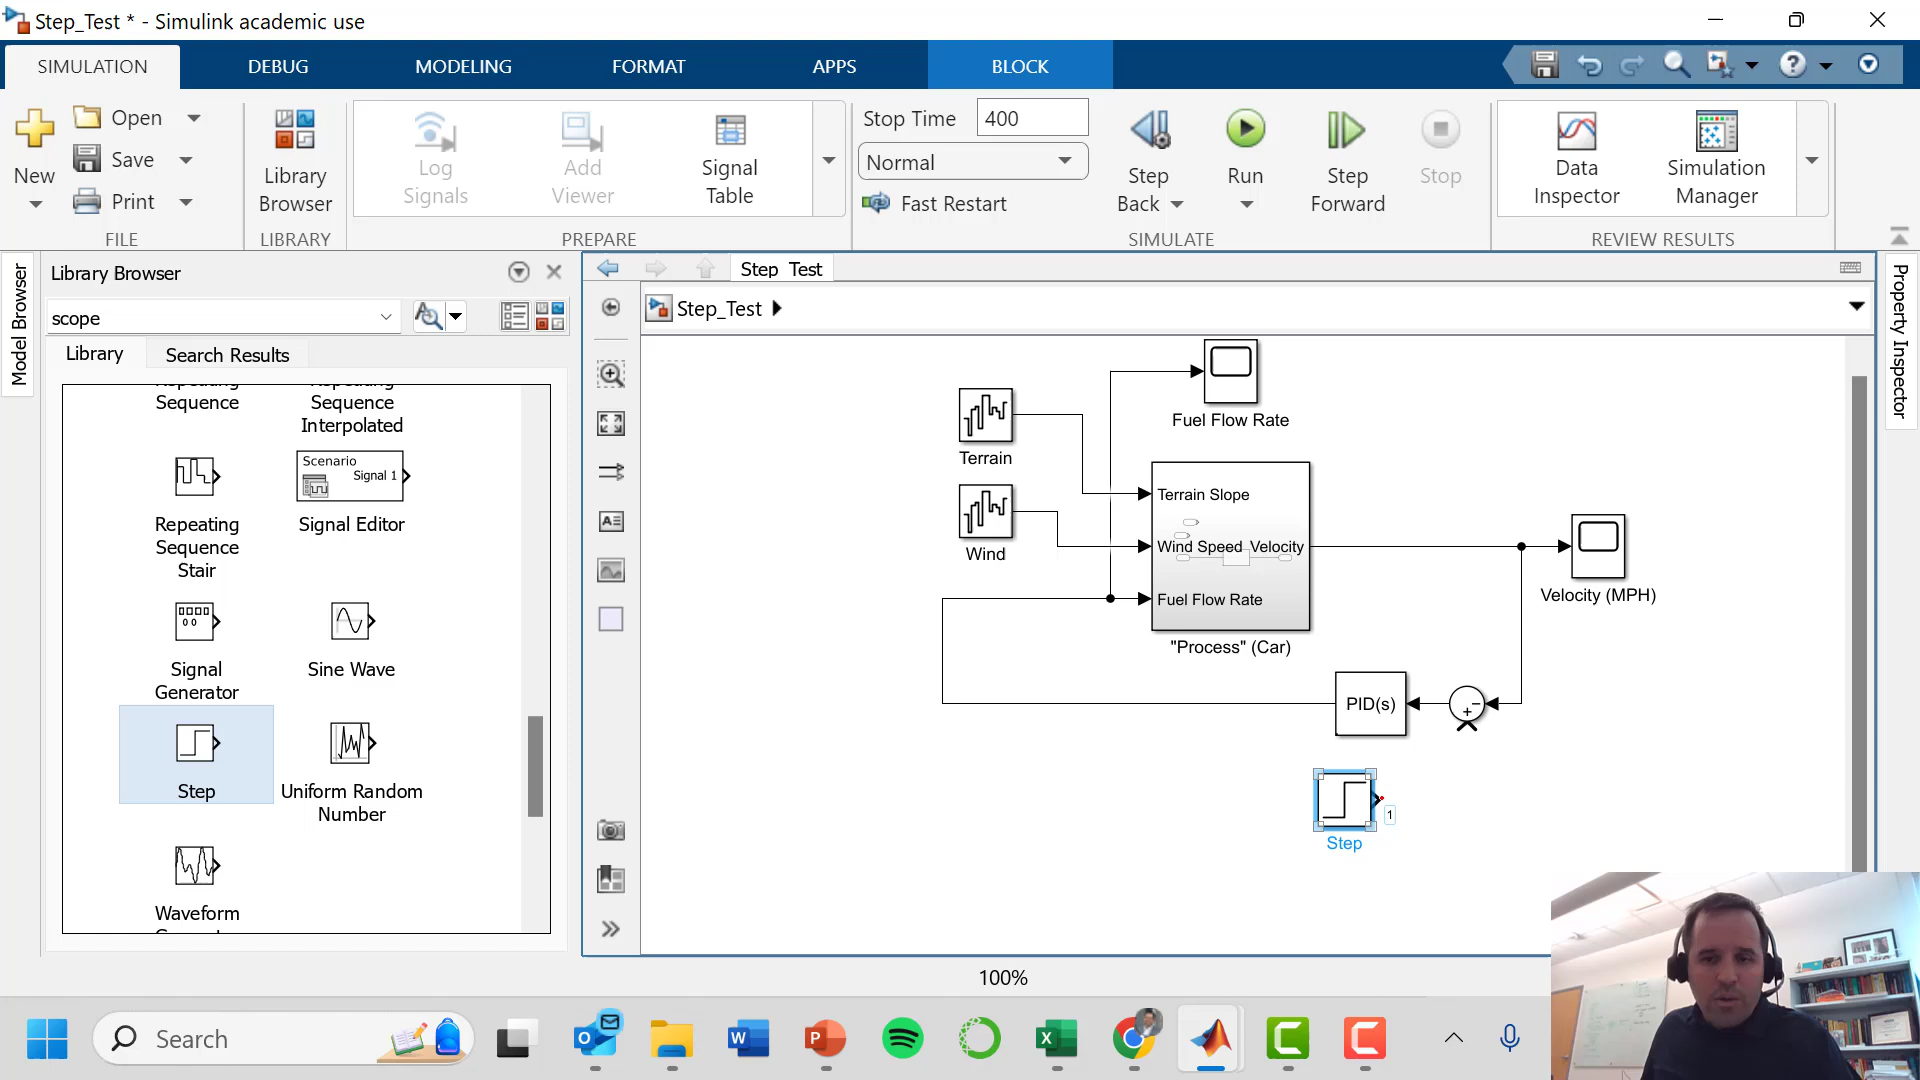 Step_Test * - Simulink academic use
SIMULATION
DEBUG
MODELING
FORMAT
APPS
BLOCK
New
Open
Save
Print
FILE
Library
Browser
LIBRARY
Log
Signals
Add
Viewer
Signal
Table
PREPARE
Stop Time 400
Normal
Fast Restart
Step
Back
Run
Step
Forward
Stop
SIMULATE
Data
Inspector
Simulation
Manager
REVIEW RESULTS
Model Browser
Library Browser
scope
Library
Search Results
Repeating
Sequence
Repeating
Sequence
Interpolated
Repeating
Sequence
Stair
Scenario
Signal 1
Signal Editor
Signal
Generator
Sine Wave
Step
Uniform Random
Number
Waveform
Step_Test
Step_Test
Property Inspector
Fuel Flow Rate
Terrain
Wind
Terrain Slope
Wind Speed
Velocity
Fuel Flow Rate
"Process" (Car)
Velocity (MPH)
PID(s)
Step
1
100%
Search